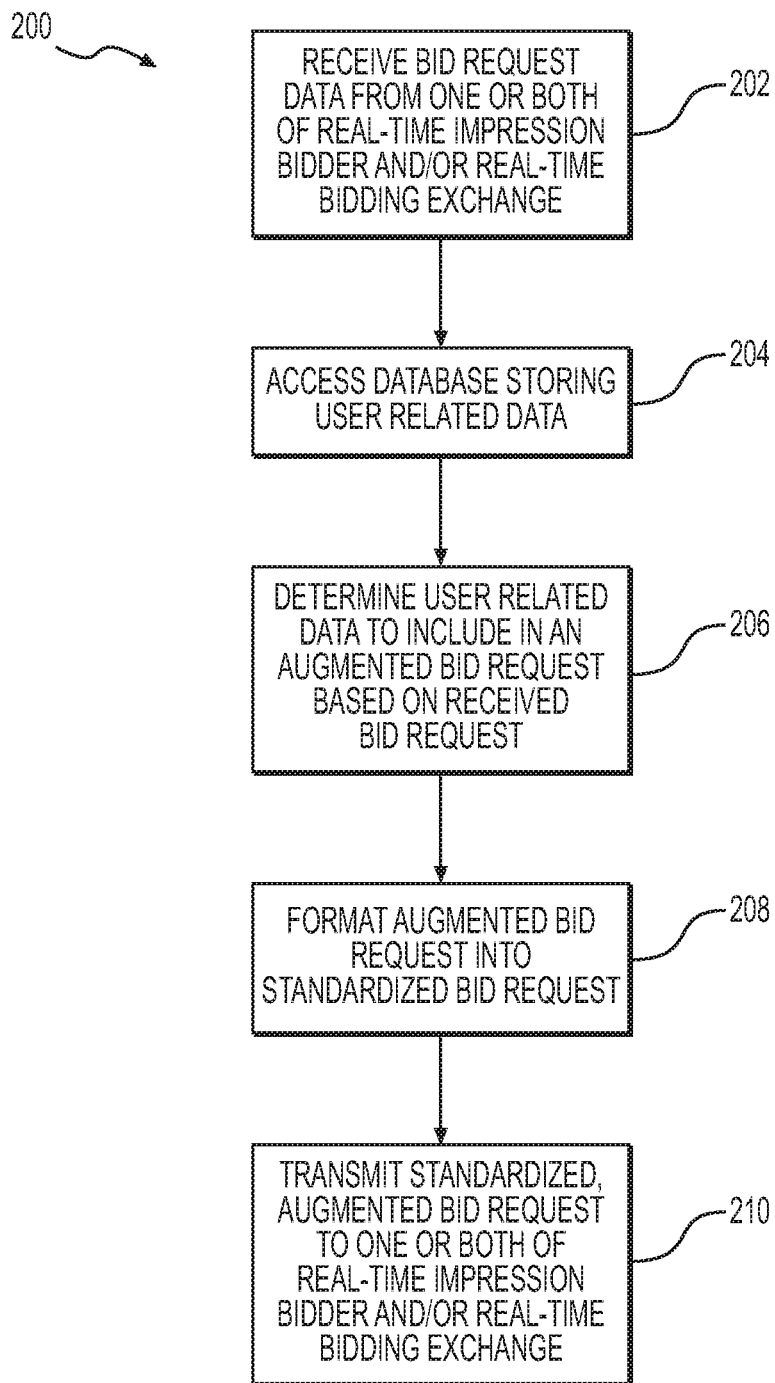 200
RECEIVE BID REQUEST
DATA FROM ONE OR BOTH
OF REAL-TIME IMPRESSION
BIDDER AND/OR REAL-TIME
BIDDING EXCHANGE
202
ACCESS DATABASE STORING
USER RELATED DATA
204
DETERMINE USER RELATED
DATA TO INCLUDE IN AN
AUGMENTED BID REQUEST
BASED ON RECEIVED
BID REQUEST
206
FORMAT AUGMENTED BID
REQUEST INTO
STANDARDIZED BID REQUEST
208
TRANSMIT STANDARDIZED,
AUGMENTED BID REQUEST
TO ONE OR BOTH OF
REAL-TIME IMPRESSION
BIDDER AND/OR REAL-TIME
BIDDING EXCHANGE
210